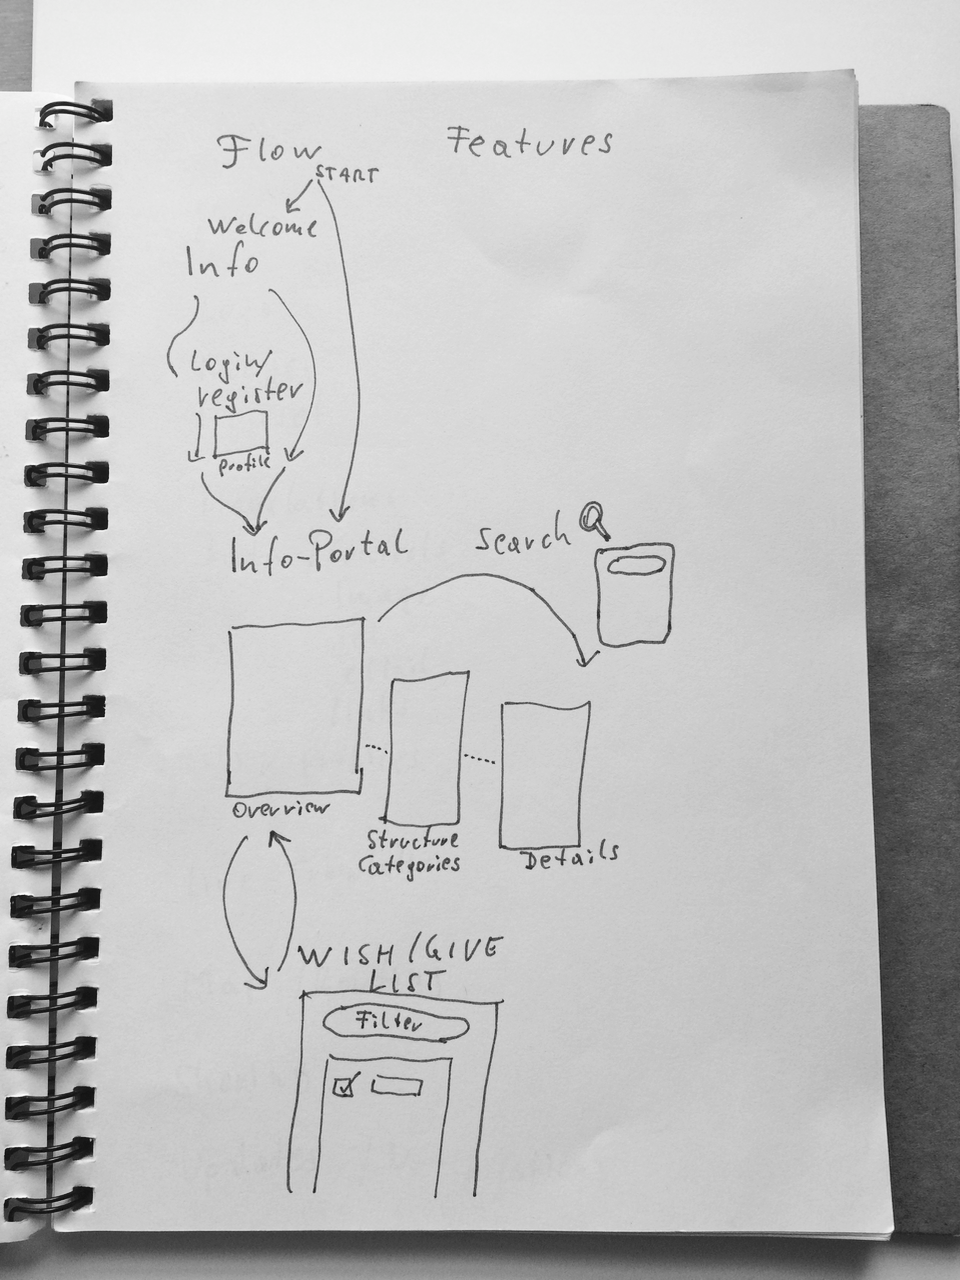 Flow
Features
START
Welcome
Info
Login/
register
Profile
Info-Portal
Search
Overview
Structure
Categories
Details
WISH/GIVE
LIST
Filter